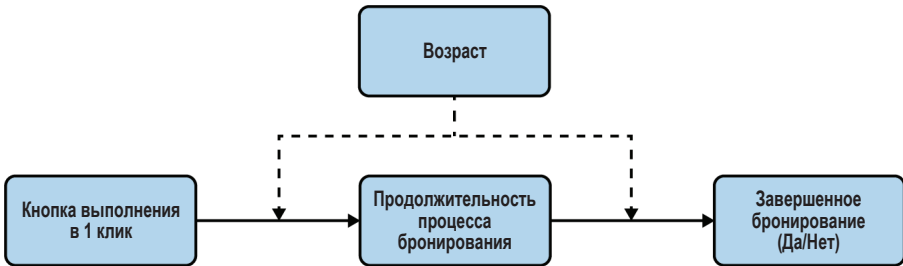 Возраст
Кнопка выполнения
в 1 клик
Продолжительность
процесса
бронирования
Завершенное
бронирование
(Да/Нет)